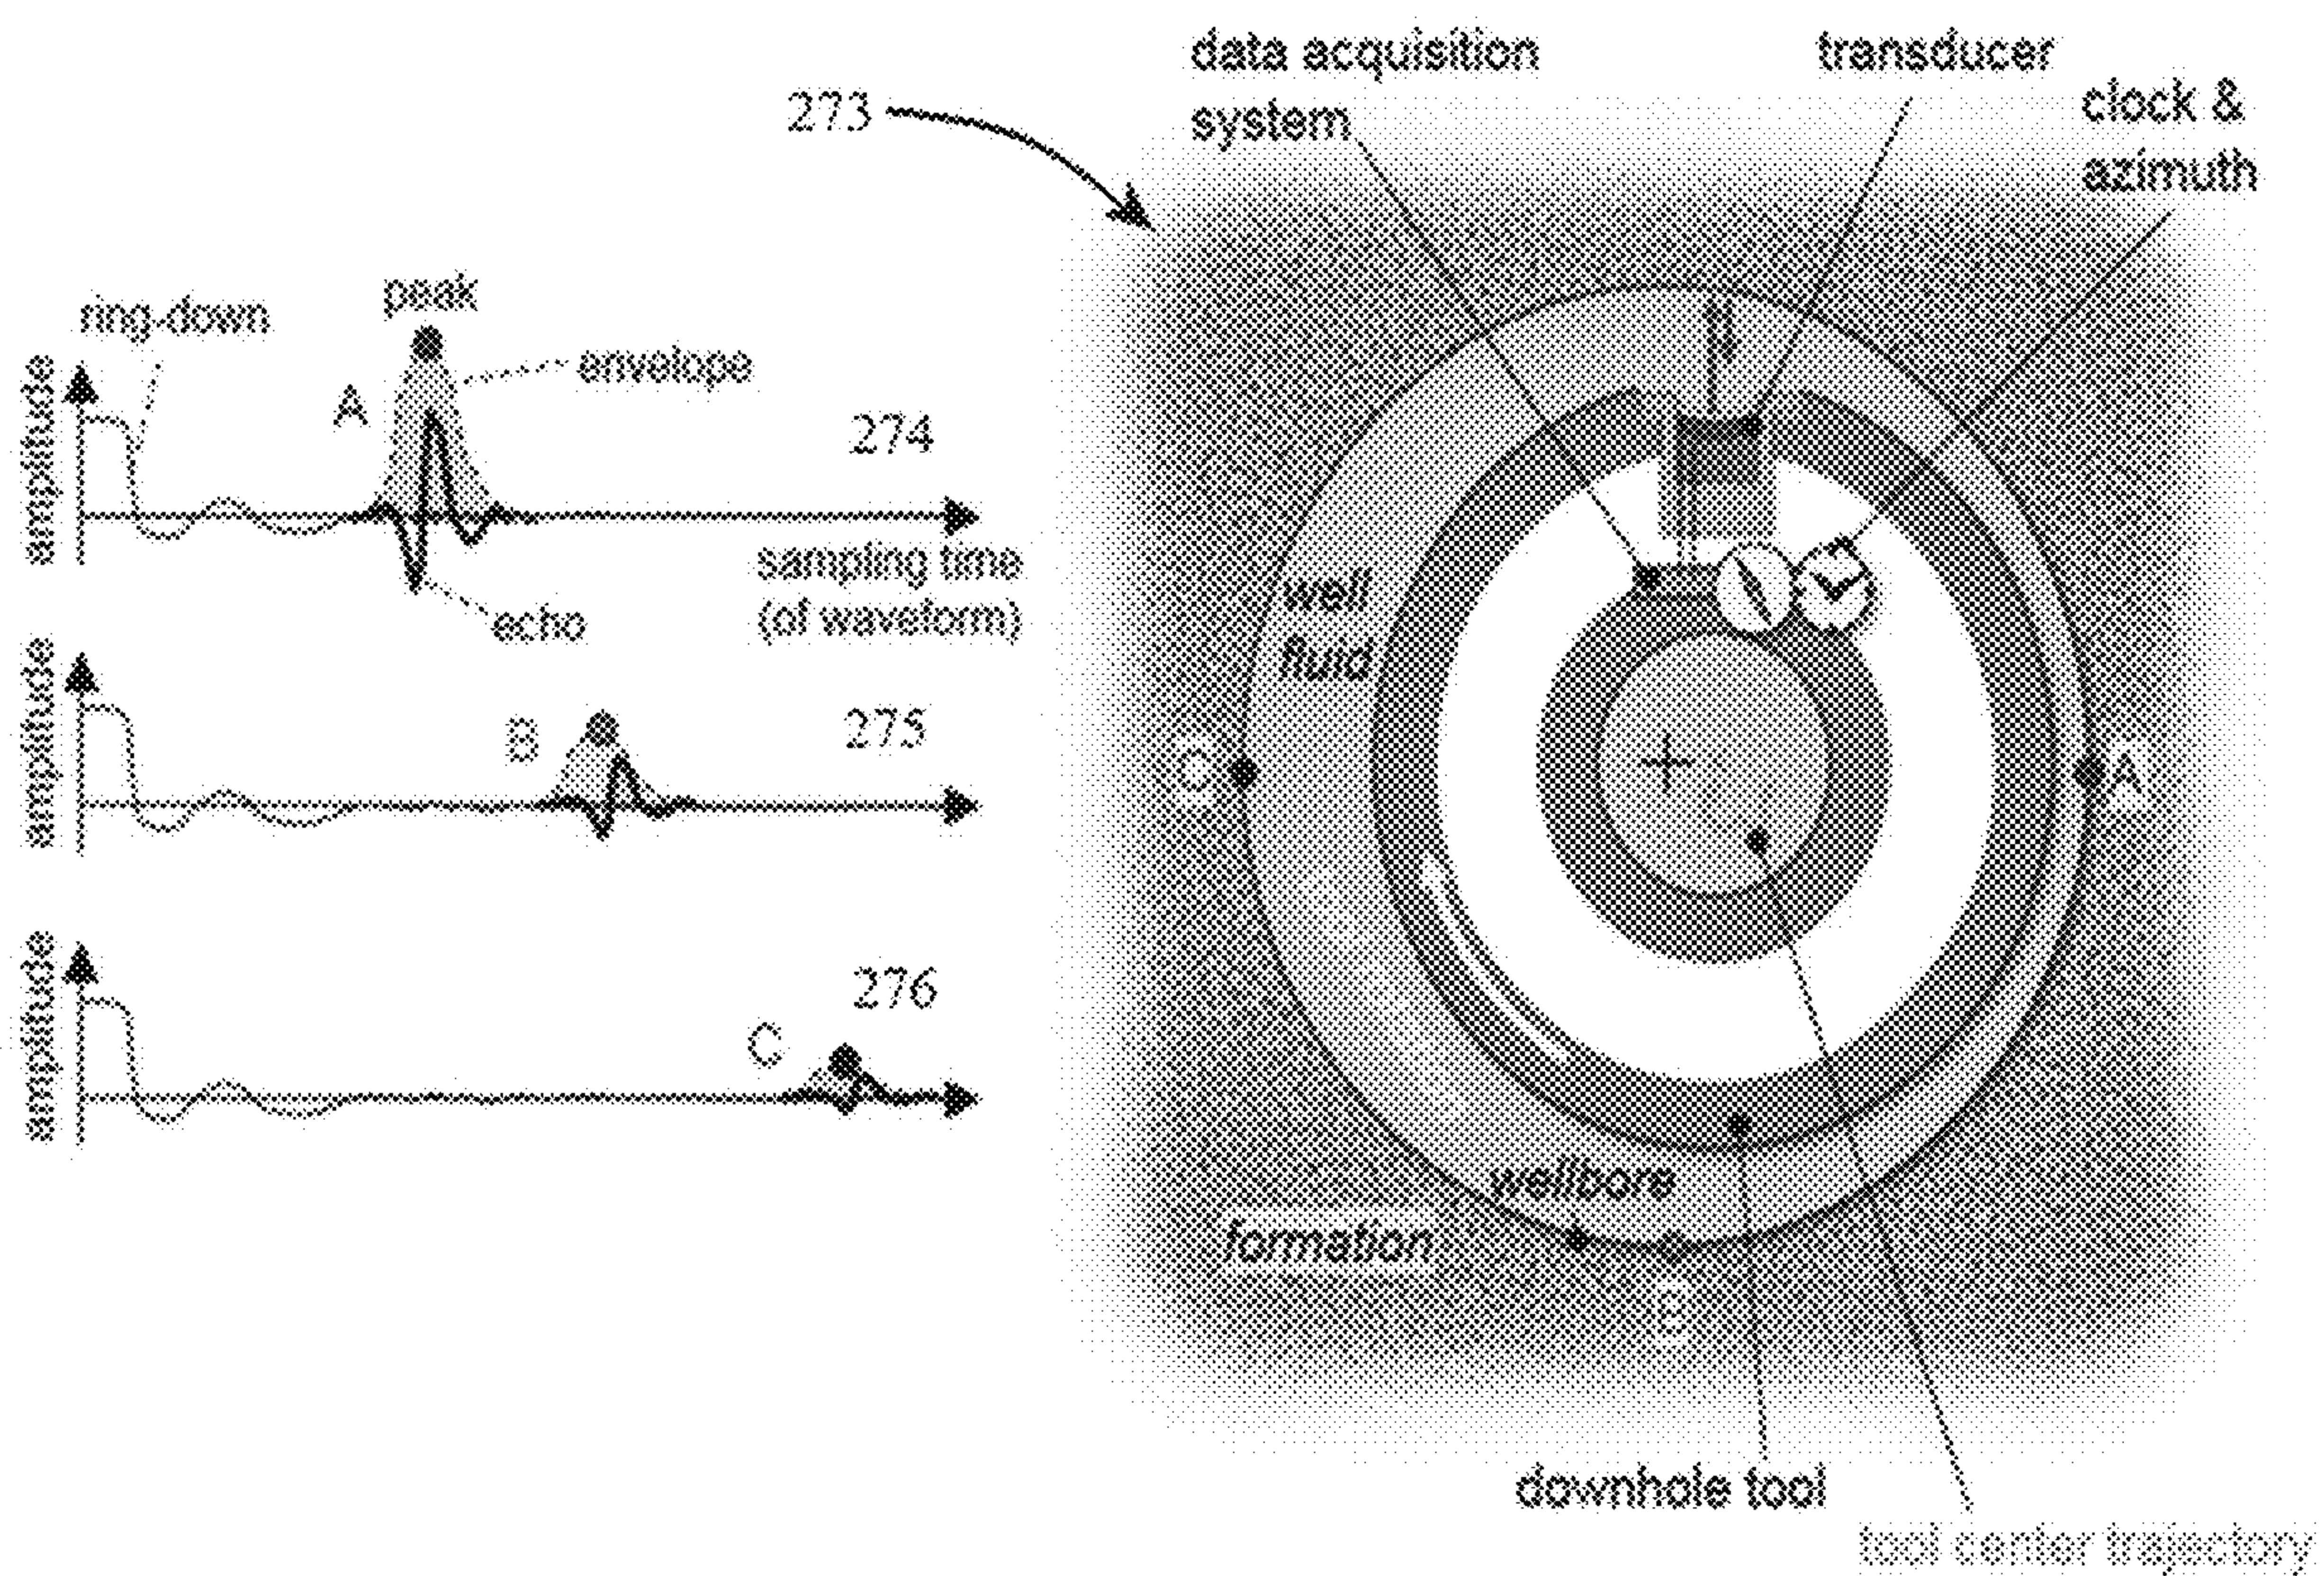 data acquisition
system
transducer
clock &
azimuth
273
ring-down
peak
envelope
A
274
amplitude
sampling time
(of waveform)
echo
well
fluid
B
275
amplitude
C
A
276
C
amplitude
wellbore
formation
B
downhole tool
tool center trajectory